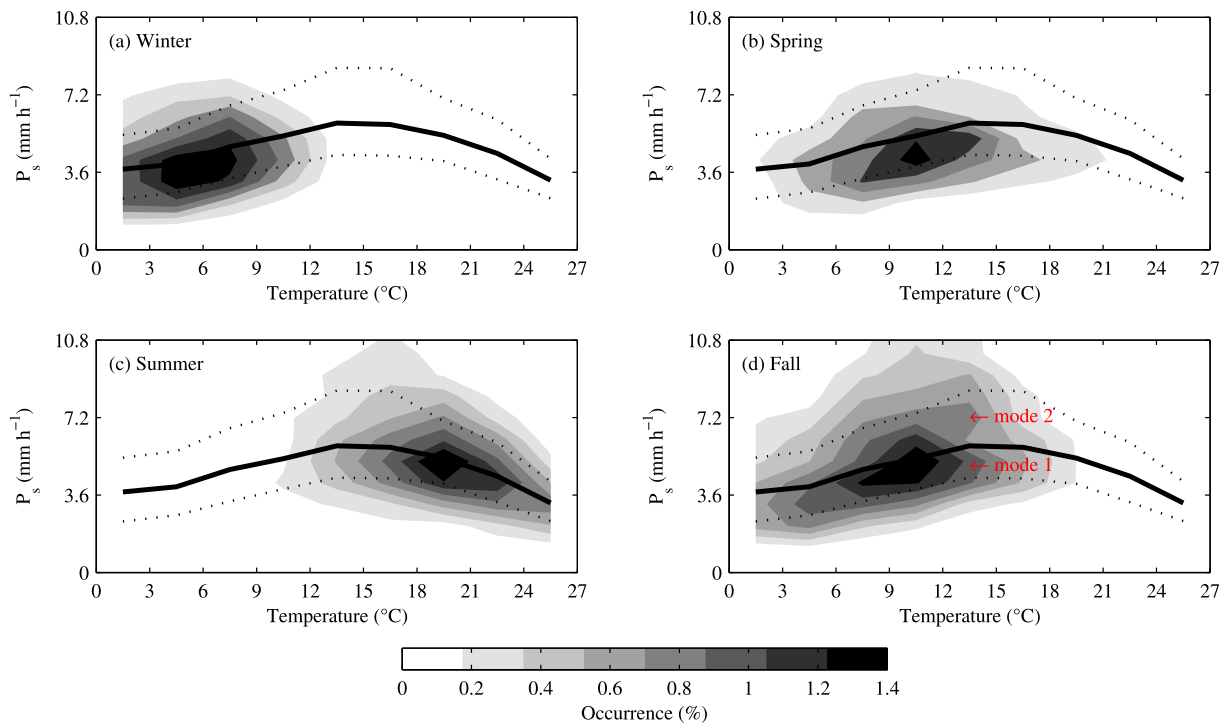 10.8
7.2
3.6
0
P_s (mm h⁻¹)
(a) Winter
0 3 6 9 12 15 18 21 24 27
Temperature (°C)
10.8
7.2
3.6
0
P_s (mm h⁻¹)
(b) Spring
0 3 6 9 12 15 18 21 24 27
Temperature (°C)
10.8
7.2
3.6
0
P_s (mm h⁻¹)
(c) Summer
0 3 6 9 12 15 18 21 24 27
Temperature (°C)
10.8
7.2
3.6
0
P_s (mm h⁻¹)
(d) Fall
← mode 2
← mode 1
0 3 6 9 12 15 18 21 24 27
Temperature (°C)
0 0.2 0.4 0.6 0.8 1 1.2 1.4
Occurrence (%)